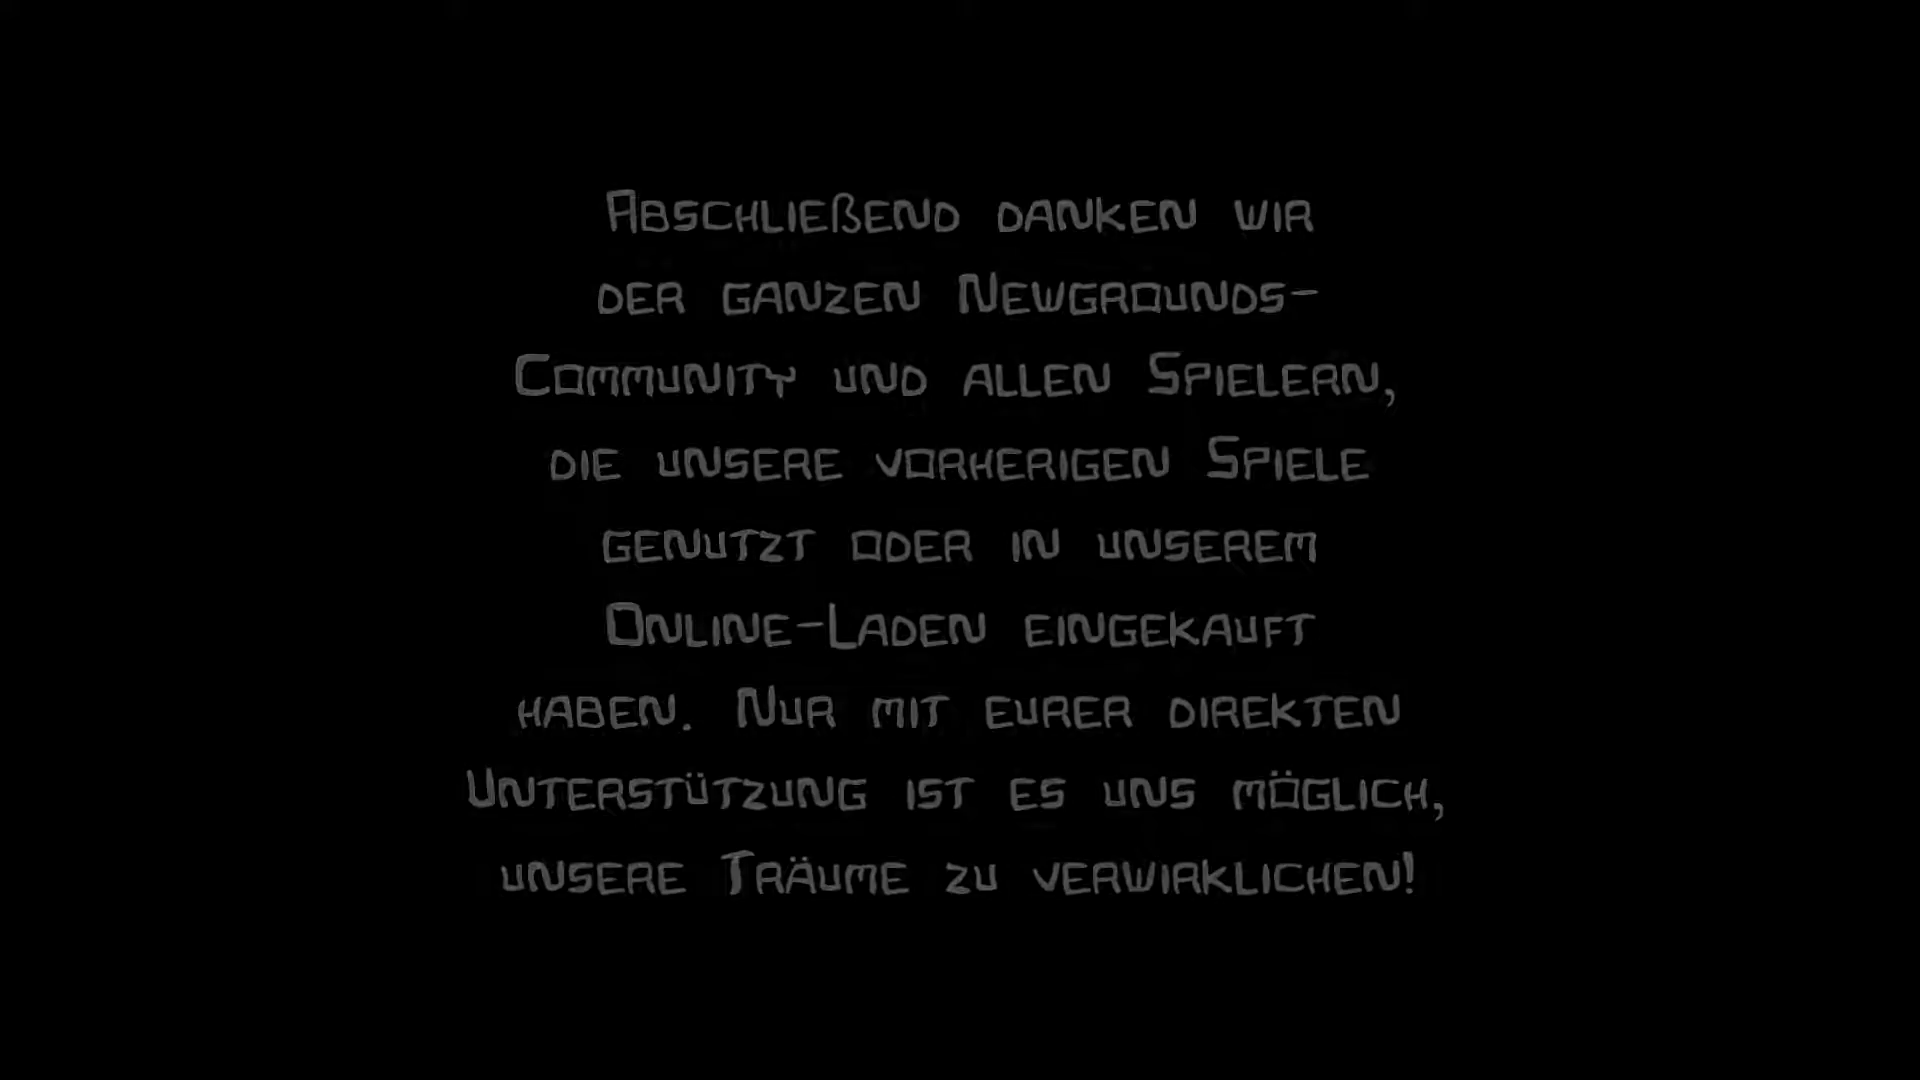 Abschließend danken wir
der ganzen Newgrounds-
Community und allen Spielern,
die unsere vorherigen Spiele
genutzt oder in unserem
Online-Laden eingekauft
haben. Nur mit eurer direkten
Unterstützung ist es uns möglich,
unsere Träume zu verwirklichen!